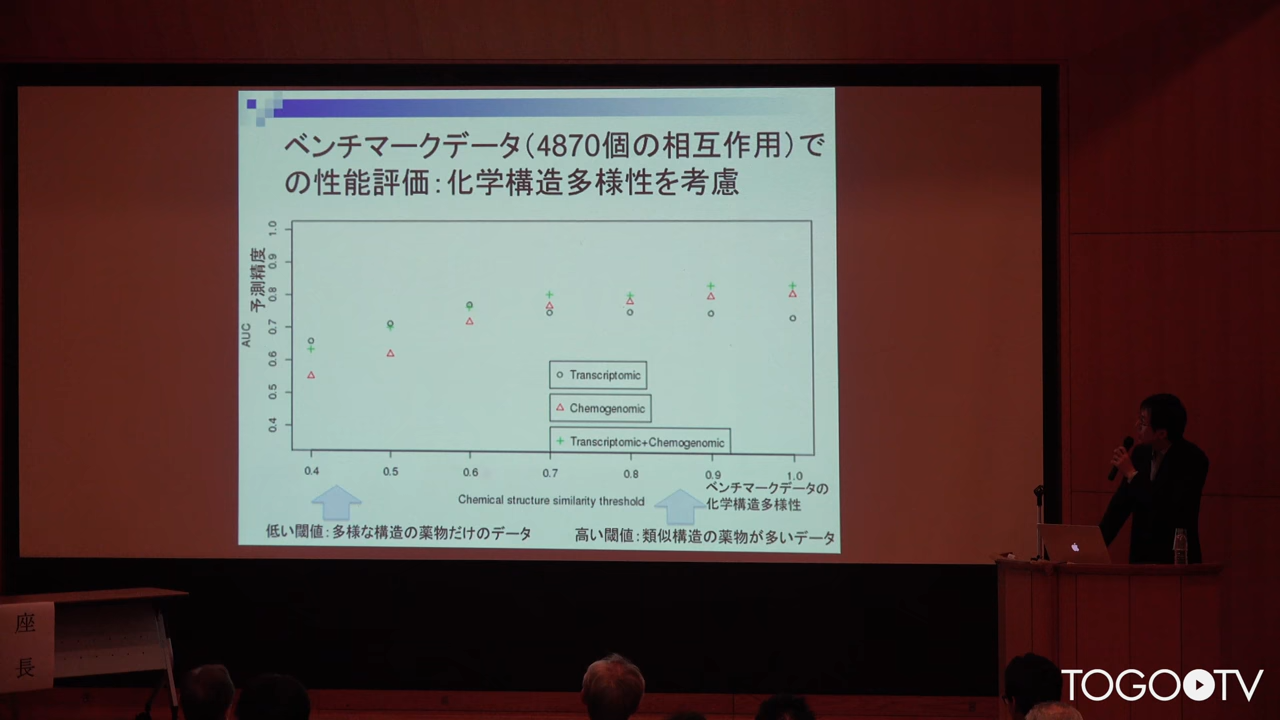 ベンチマークデータ(4870個の相互作用)で
の性能評価:化学構造多様性を考慮
AUC
予測精度
1.0
0.9
0.8
0.7
0.6
0.5
0.4
Transcriptomic
Chemogenomic
Transcriptomic+Chemogenomic
0.4 0.5 0.6 0.7 0.8 0.9 1.0
Chemical structure similarity threshold
ベンチマークデータの
化学構造多様性
低い閾値:多様な構造の薬物だけのデータ
高い閾値:類似構造の薬物が多いデータ
座長
TOGOTV